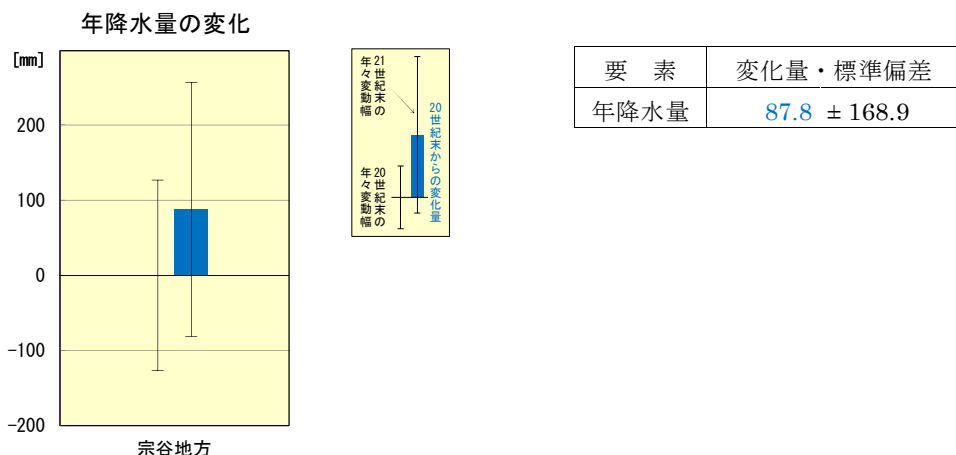 年降水量の変化
[mm]
200
100
0
-100
-200
宗谷地方
21世紀末の
年々変動幅
20世紀末からの変化量
20世紀末の
年々変動幅
要 素 変化量・標準偏差
年降水量 87.8 ± 168.9